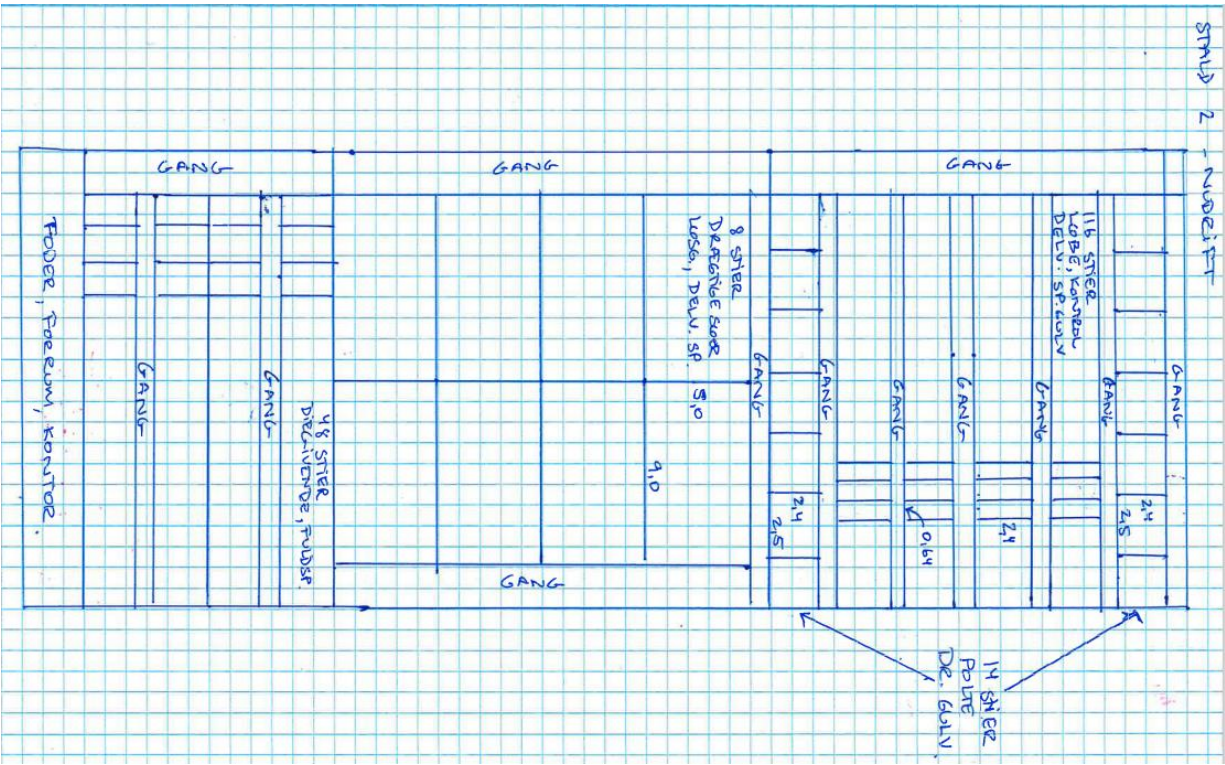 STALD 2 - NUDRIFT
GANG
GANG
GANG
GANG
2,4
2,5
116 STIER
LØBE, KONTROL
DELV. SP. GULV
GANG
GANG
2,4
GANG
GANG
0,64
GANG
2,4
2,5
GANG
14 STIER
POLTE
DR. GULV.
8 STIER
DRÆGTIGE SØER
LØSG., DELV. SP.
5,0
9,0
GANG
48 STIER
DIEGIVENDE, FULDSP.
GANG
GANG
FODER, FORRUM, KONTOR